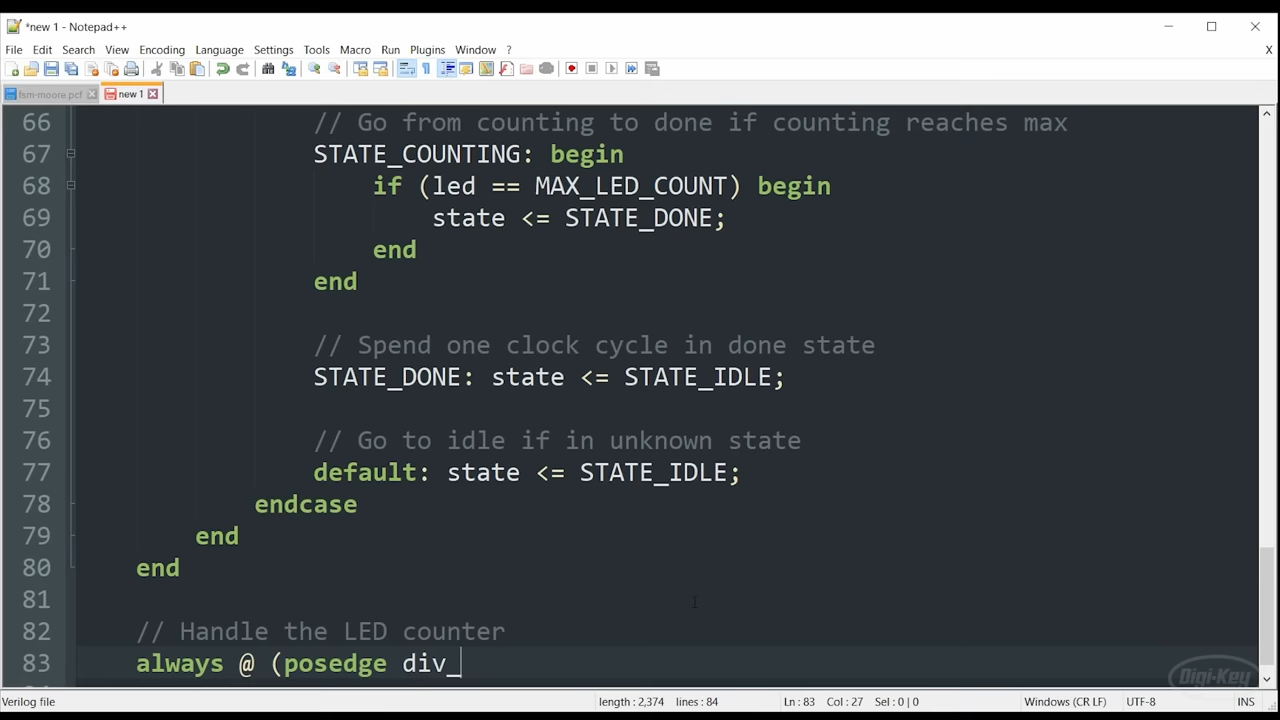 *new 1 - Notepad++
File Edit Search View Encoding Language Settings Tools Macro Run Plugins Window ? X
fsm-moore.pcf new 1
66 // Go from counting to done if counting reaches max
67 STATE_COUNTING: begin
68 if (led == MAX_LED_COUNT) begin
69 state <= STATE_DONE;
70 end
71 end
72
73 // Spend one clock cycle in done state
74 STATE_DONE: state <= STATE_IDLE;
75
76 // Go to idle if in unknown state
77 default: state <= STATE_IDLE;
78 endcase
79 end
80 end
81
82 // Handle the LED counter
83 always @ (posedge div_
Digi-Key
Verilog file length : 2,374 lines : 84 Ln : 83 Col : 27 Sel : 0 | 0 Windows (CR LF) UTF-8 INS